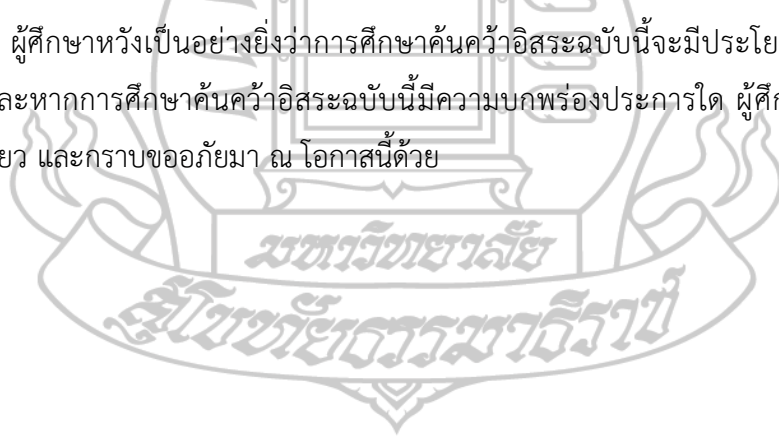 ผู้ศึกษาหวังเป็นอย่างยิ่งว่าการศึกษาค้นคว้าอิสระฉบับนี้จะมีประโย
ละหากการศึกษาค้นคว้าอิสระฉบับนี้มีความบกพร่องประการใด ผู้ศึก
ยว และกราบขออภัยมา ณ โอกาสนี้ด้วย
มหาวิทยาลัย
สุโขทัยธรรมาธิราช